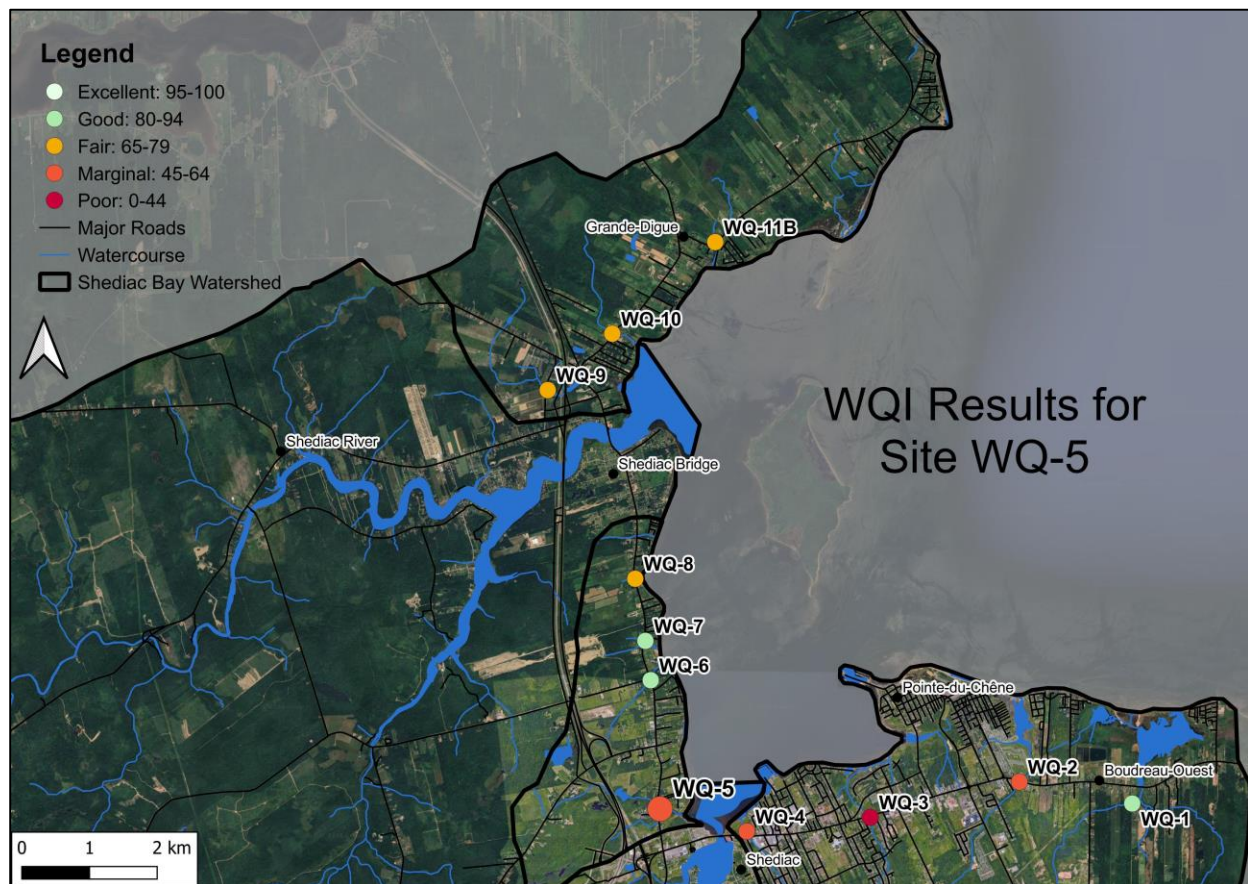 Legend
Excellent: 95-100
Good: 80-94
Fair: 65-79
Marginal: 45-64
Poor: 0-44
Major Roads
Watercourse
Shediac Bay Watershed
Grande-Digue
WQ-11B
WQ-10
WQ-9
WQI Results for
Site WQ-5
Shediac River
Shediac Bridge
WQ-8
WQ-7
WQ-6
Pointe-du-Chêne
WQ-2
Boudreau-Ouest
WQ-5
WQ-3
WQ-1
WQ-4
Shediac
0 1 2 km